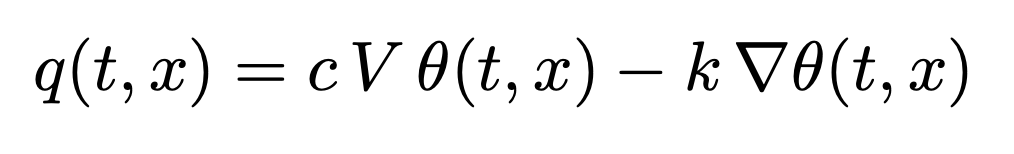 q(t, x) = c V θ(t, x) − k ∇θ(t, x)